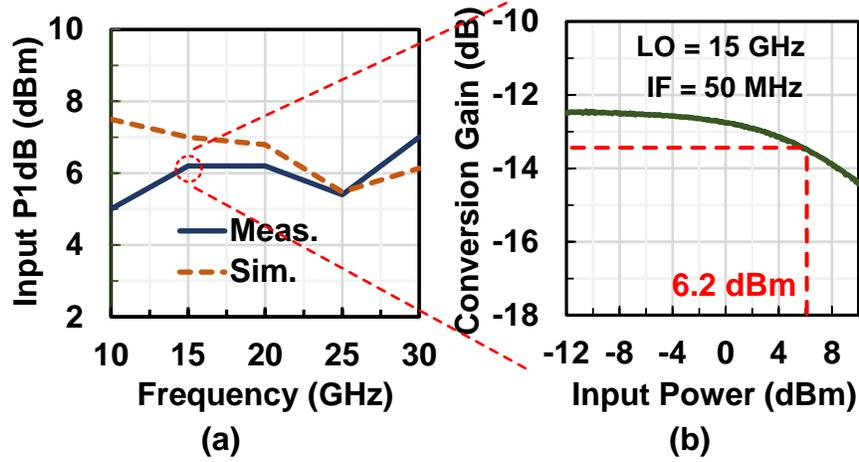 Input P1dB (dBm)
10
8
6
4
2
Meas.
Sim.
10 15 20 25 30
Frequency (GHz)
(a)
Conversion Gain (dB)
-10
-12
-14
-16
-18
LO = 15 GHz
IF = 50 MHz
6.2 dBm
-12 -8 -4 0 4 8
Input Power (dBm)
(b)